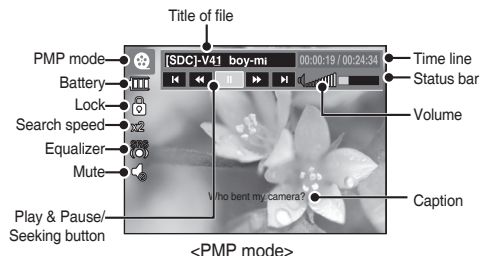 Title of file
PMP mode
[SDC]-V41 boy-mi
00:00:19 / 00:24:34
Time line
Battery
Status bar
Lock
Volume
Search speed
x2
Equalizer
SRS
Mute
Who bent my camera?
Caption
Play & Pause/
Seeking button
<PMP mode>